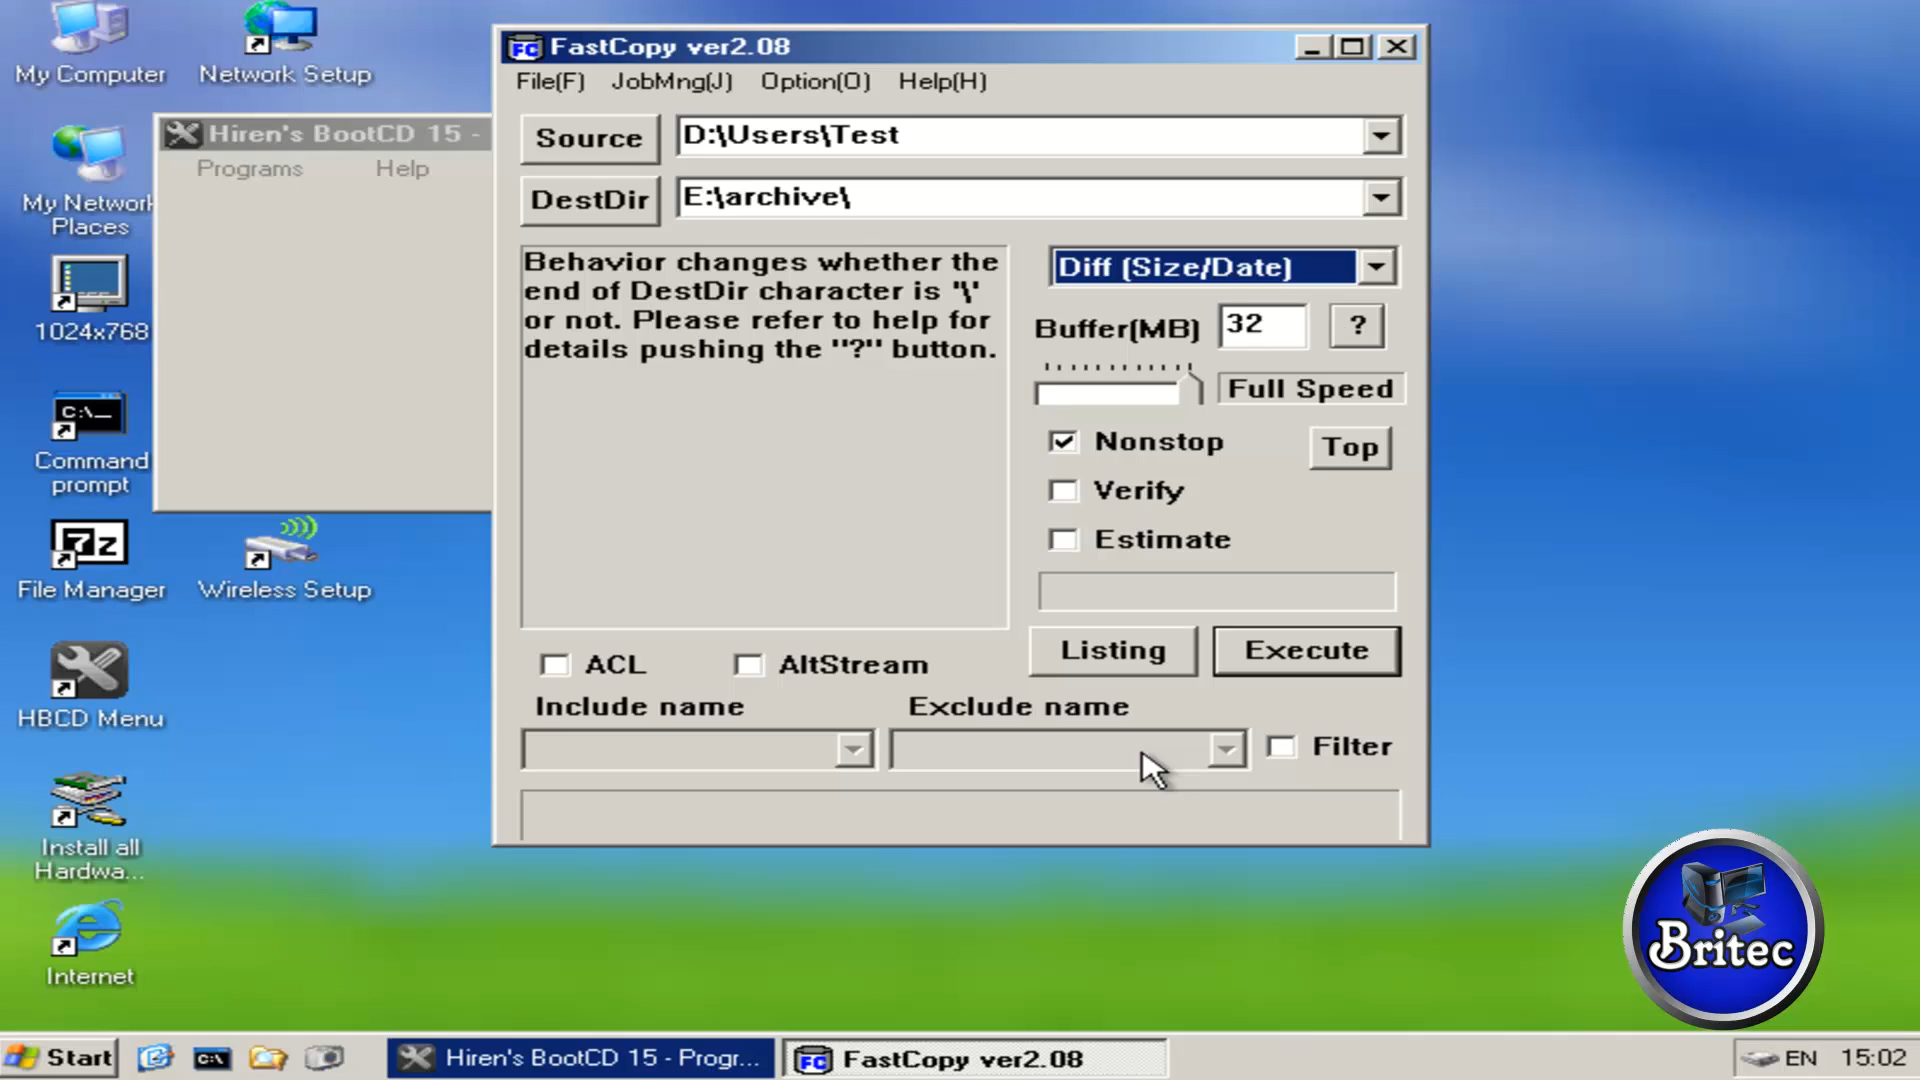 My Computer
Network Setup
My Network
Places
1024x768
C:\_
Command
prompt
7z
File Manager
Wireless Setup
HBCD Menu
Install all
Hardwa...
Internet
Hiren's BootCD 15 -
Programs Help
FC FastCopy ver2.08
File(F) JobMng(J) Option(O) Help(H)
Source D:\Users\Test
DestDir E:\archive\
Behavior changes whether the
end of DestDir character is '\'
or not. Please refer to help for
details pushing the "?" button.
Diff (Size/Date)
Buffer(MB) 32 ?
Full Speed
Nonstop Top
Verify
Estimate
Listing Execute
ACL AltStream
Include name Exclude name
Filter
Britec
Start C:\ Hiren's BootCD 15 - Progr... FC FastCopy ver2.08 EN 15:02